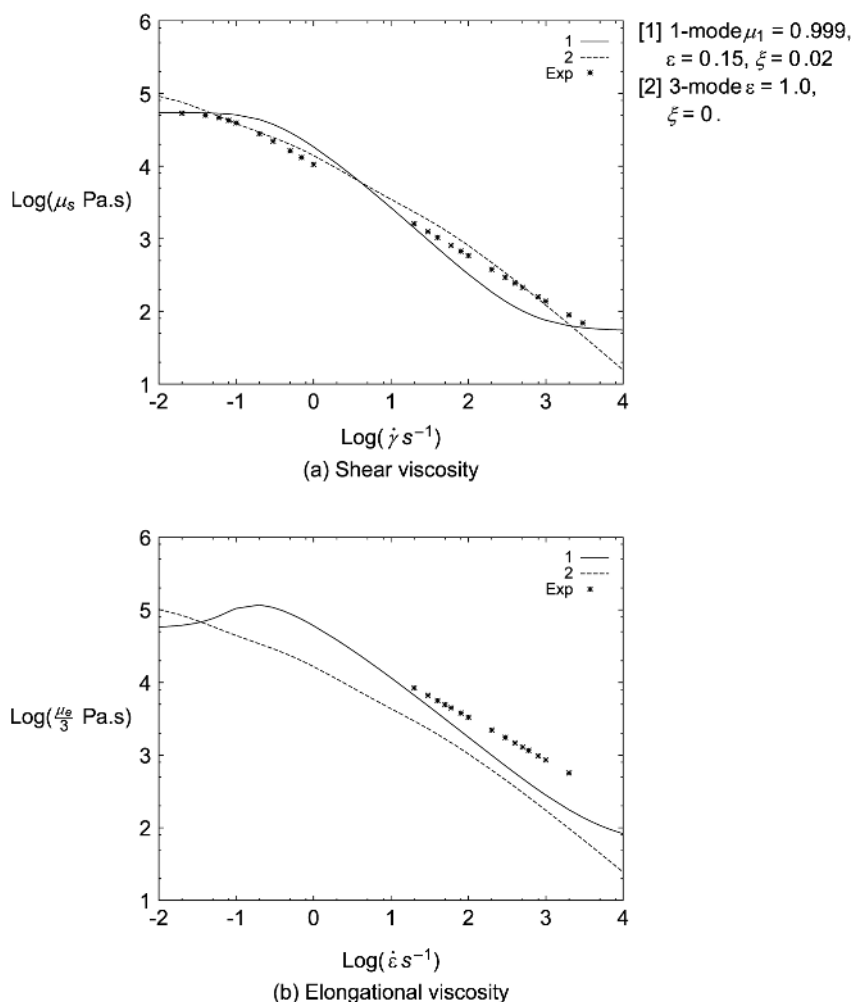 6
5
4
3
2
1
-2
-1
0
1
2
3
4
1
2
Exp
Log(μₛ Pa.s)
Log(γ̇ s⁻¹)
(a) Shear viscosity
[1] 1-mode μ₁ = 0.999,
ε = 0.15, ξ = 0.02
[2] 3-mode ε = 1.0,
ξ = 0.
6
5
4
3
2
1
-2
-1
0
1
2
3
4
1
2
Exp
Log(μₑ/3 Pa.s)
Log(ε̇ s⁻¹)
(b) Elongational viscosity